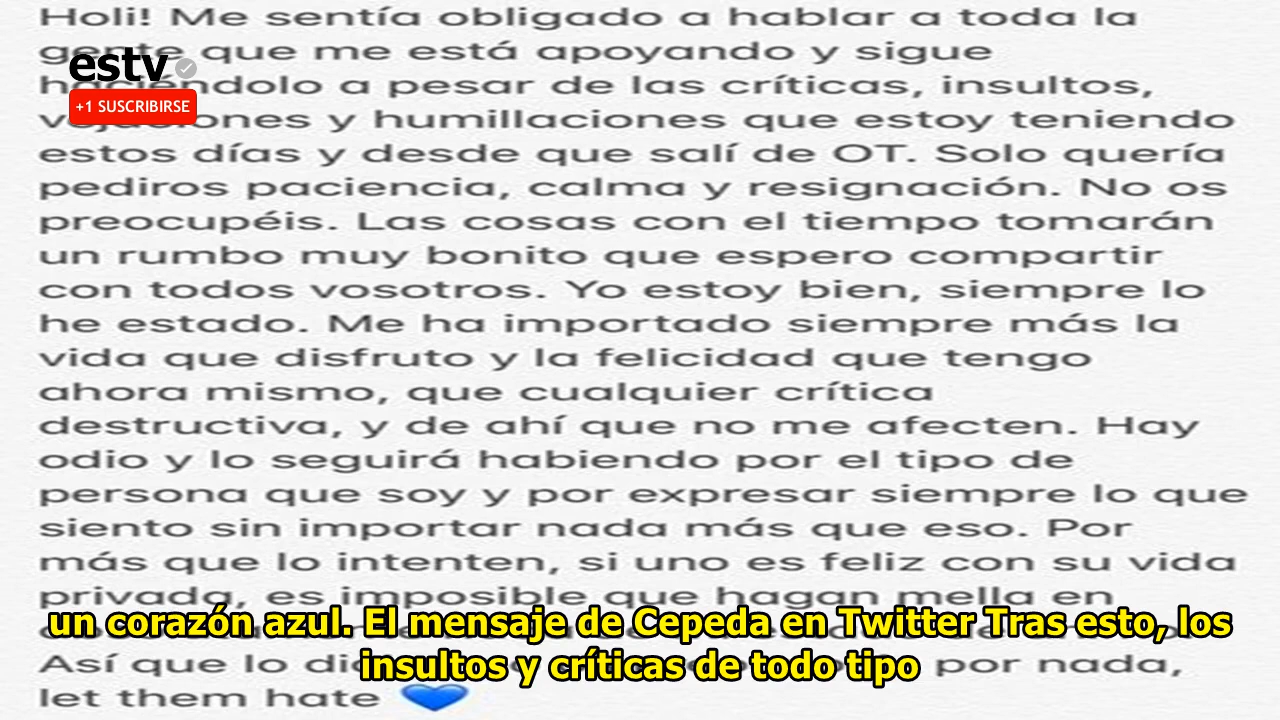 Holi! Me sentía obligado a hablar a toda la
gente que me está apoyando y sigue
estv
haciéndolo a pesar de las críticas, insultos,
+1 SUSCRIBIRSE
vejaciones y humillaciones que estoy teniendo
estos días y desde que salí de OT. Solo quería
pediros paciencia, calma y resignación. No os
preocupéis. Las cosas con el tiempo tomarán
un rumbo muy bonito que espero compartir
con todos vosotros. Yo estoy bien, siempre lo
he estado. Me ha importado siempre más la
vida que disfruto y la felicidad que tengo
ahora mismo, que cualquier crítica
destructiva, y de ahí que no me afecten. Hay
odio y lo seguirá habiendo por el tipo de
persona que soy y por expresar siempre lo que
siento sin importar nada más que eso. Por
más que lo intenten, si uno es feliz con su vida
privada, es imposible que hagan mella en
un corazón azul. El mensaje de Cepeda en Twitter Tras esto, los
insultos y críticas de todo tipo
Así que lo por nada,
let them hate 💙